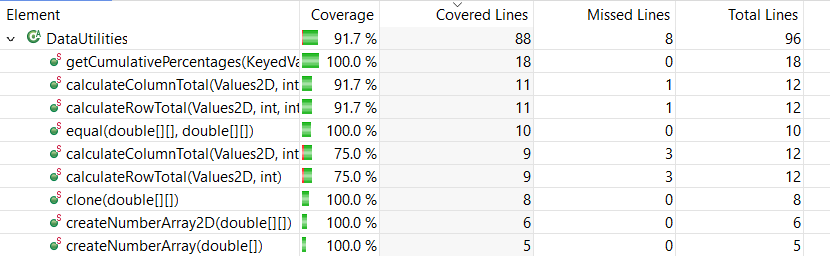 Element Coverage Covered Lines Missed Lines Total Lines
DataUtilities 91.7 % 88 8 96
getCumulativePercentages(KeyedVa 100.0 % 18 0 18
calculateColumnTotal(Values2D, int 91.7 % 11 1 12
calculateRowTotal(Values2D, int, int 91.7 % 11 1 12
equal(double[][], double[][]) 100.0 % 10 0 10
calculateColumnTotal(Values2D, int 75.0 % 9 3 12
calculateRowTotal(Values2D, int) 75.0 % 9 3 12
clone(double[][]) 100.0 % 8 0 8
createNumberArray2D(double[][]) 100.0 % 6 0 6
createNumberArray(double[]) 100.0 % 5 0 5